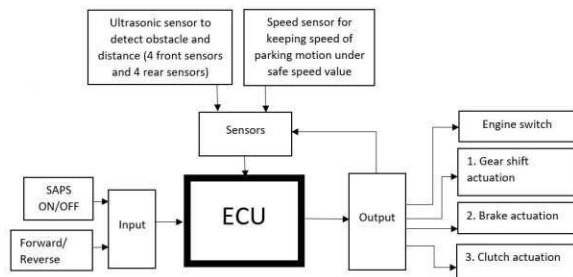 Ultrasonic sensor to
detect obstacle and
distance (4 front sensors
and 4 rear sensors)
Speed sensor for
keeping speed of
parking motion under
safe speed value
Sensors
Engine switch
1. Gear shift
actuation
SAPS
ON/OFF
Input
ECU
Output
2. Brake actuation
Forward/
Reverse
3. Clutch actuation